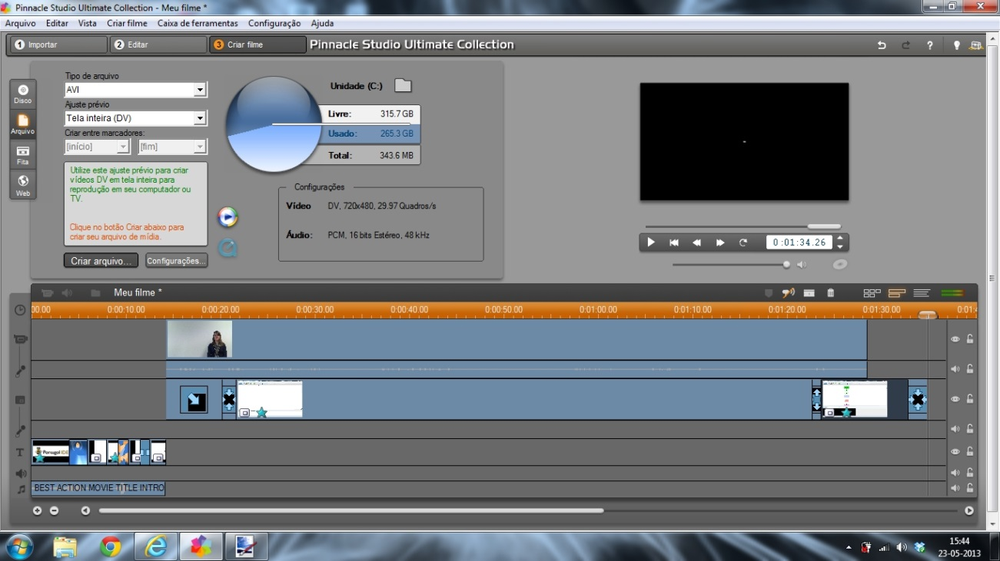 Pinnacle Studio Ultimate Collection - Meu filme *
Arquivo Editar Vista Criar filme Caixa de ferramentas Configuração Ajuda
1 Importar
2 Editar
3 Criar filme
Pinnacle Studio Ultimate Collection
?
Disco
Arquivo
Fita
Web
Tipo de arquivo
AVI
Ajuste prévio
Tela inteira (DV)
Criar entre marcadores:
[início] [fim]
Utilize este ajuste prévio para criar
vídeos DV em tela inteira para
reprodução em seu computador ou
TV.
Clique no botão Criar abaixo para
criar seu arquivo de mídia.
Criar arquivo... Configurações...
Unidade (C:)
Livre: 315.7 GB
Usado: 265.3 GB
Total: 343.6 MB
Configurações
Vídeo DV, 720x480, 29.97 Quadros/s
Áudio: PCM, 16 bits Estéreo, 48 kHz
0:01:34.26
Meu filme *
00.00 0:00:10.00 0:00:20.00 0:00:30.00 0:00:40.00 0:00:50.00 0:01:00.00 0:01:10.00 0:01:20.00 0:01:30.00 0:01:4
T
Portugol IDE
BEST ACTION MOVIE TITLE INTRO
15:44
23-05-2013